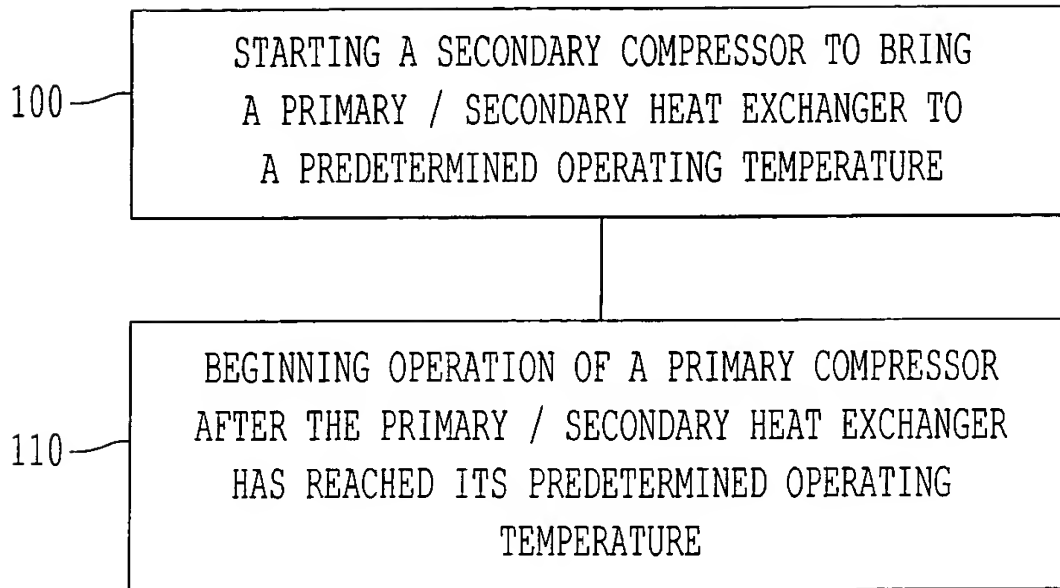 100
STARTING A SECONDARY COMPRESSOR TO BRING
A PRIMARY / SECONDARY HEAT EXCHANGER TO
A PREDETERMINED OPERATING TEMPERATURE
110
BEGINNING OPERATION OF A PRIMARY COMPRESSOR
AFTER THE PRIMARY / SECONDARY HEAT EXCHANGER
HAS REACHED ITS PREDETERMINED OPERATING
TEMPERATURE